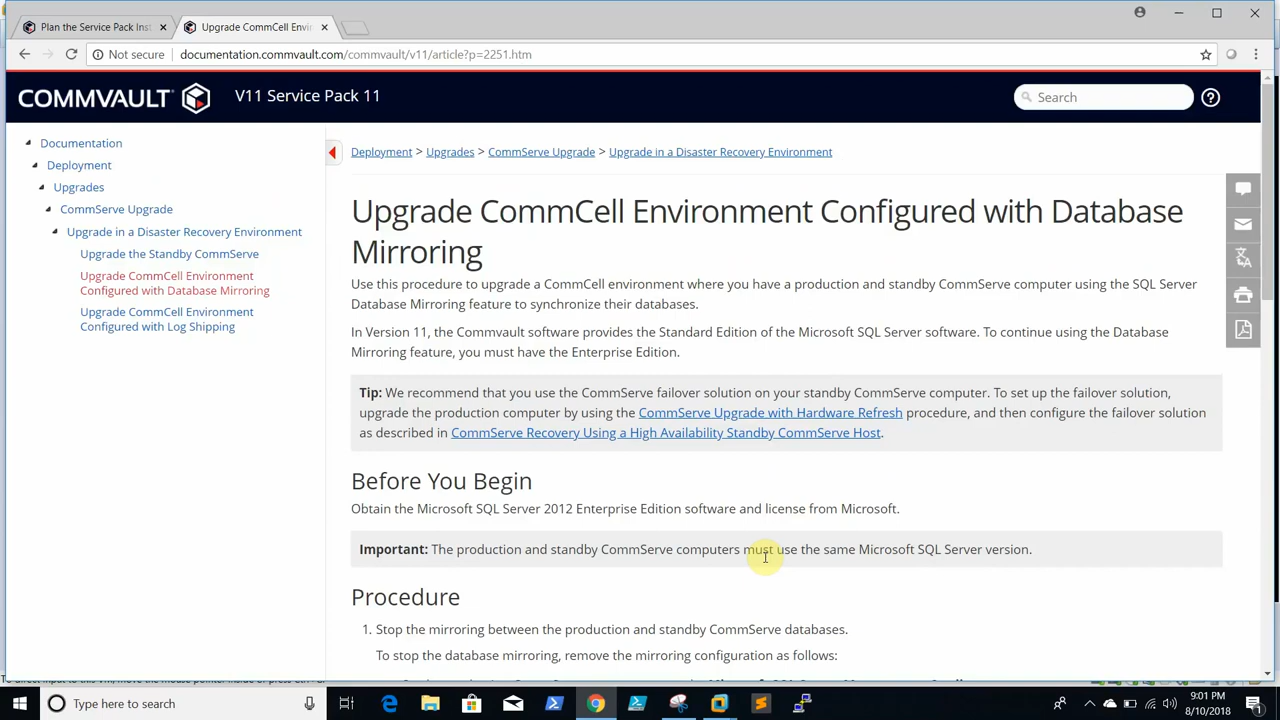 Plan the Service Pack Inst
Upgrade CommCell Envi
Not secure
documentation.commvault.com/commvault/v11/article?p=2251.htm
COMMVAULT
V11 Service Pack 11
Search
Documentation
Deployment
Upgrades
CommServe Upgrade
Upgrade in a Disaster Recovery Environment
Upgrade the Standby CommServe
Upgrade CommCell Environment
Configured with Database Mirroring
Upgrade CommCell Environment
Configured with Log Shipping
Deployment > Upgrades > CommServe Upgrade > Upgrade in a Disaster Recovery Environment
Upgrade CommCell Environment Configured with Database
Mirroring
Use this procedure to upgrade a CommCell environment where you have a production and standby CommServe computer using the SQL Server
Database Mirroring feature to synchronize their databases.
In Version 11, the Commvault software provides the Standard Edition of the Microsoft SQL Server software. To continue using the Database
Mirroring feature, you must have the Enterprise Edition.
Tip: We recommend that you use the CommServe failover solution on your standby CommServe computer. To set up the failover solution,
upgrade the production computer by using the CommServe Upgrade with Hardware Refresh procedure, and then configure the failover solution
as described in CommServe Recovery Using a High Availability Standby CommServe Host.
Before You Begin
Obtain the Microsoft SQL Server 2012 Enterprise Edition software and license from Microsoft.
Important: The production and standby CommServe computers must use the same Microsoft SQL Server version.
Procedure
1. Stop the mirroring between the production and standby CommServe databases.
To stop the database mirroring, remove the mirroring configuration as follows:
Type here to search
9:01 PM
8/10/2018